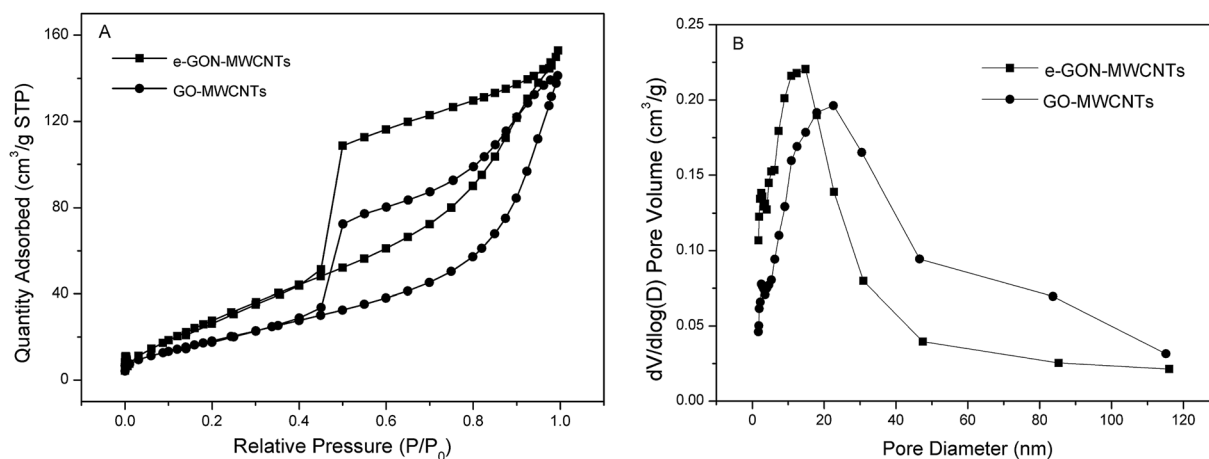 A
e-GON-MWCNTs
GO-MWCNTs
160
120
80
40
0
Quantity Adsorbed (cm³/g STP)
0.0 0.2 0.4 0.6 0.8 1.0
Relative Pressure (P/P₀)
B
e-GON-MWCNTs
GO-MWCNTs
0.25
0.20
0.15
0.10
0.05
0.00
dV/dlog(D) Pore Volume (cm³/g)
0 20 40 60 80 100 120
Pore Diameter (nm)